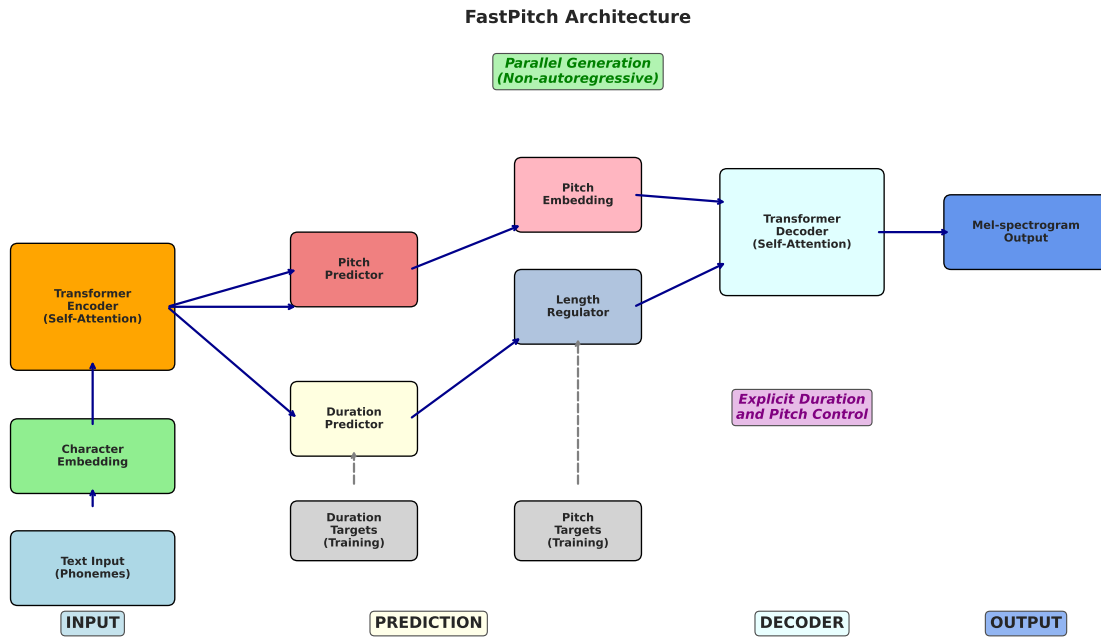 FastPitch Architecture
Parallel Generation
(Non-autoregressive)
Pitch
Embedding
Transformer
Decoder
(Self-Attention)
Mel-spectrogram
Output
Pitch
Predictor
Transformer
Encoder
(Self-Attention)
Length
Regulator
Explicit Duration
and Pitch Control
Duration
Predictor
Character
Embedding
Duration
Targets
(Training)
Pitch
Targets
(Training)
Text Input
(Phonemes)
INPUT
PREDICTION
DECODER
OUTPUT